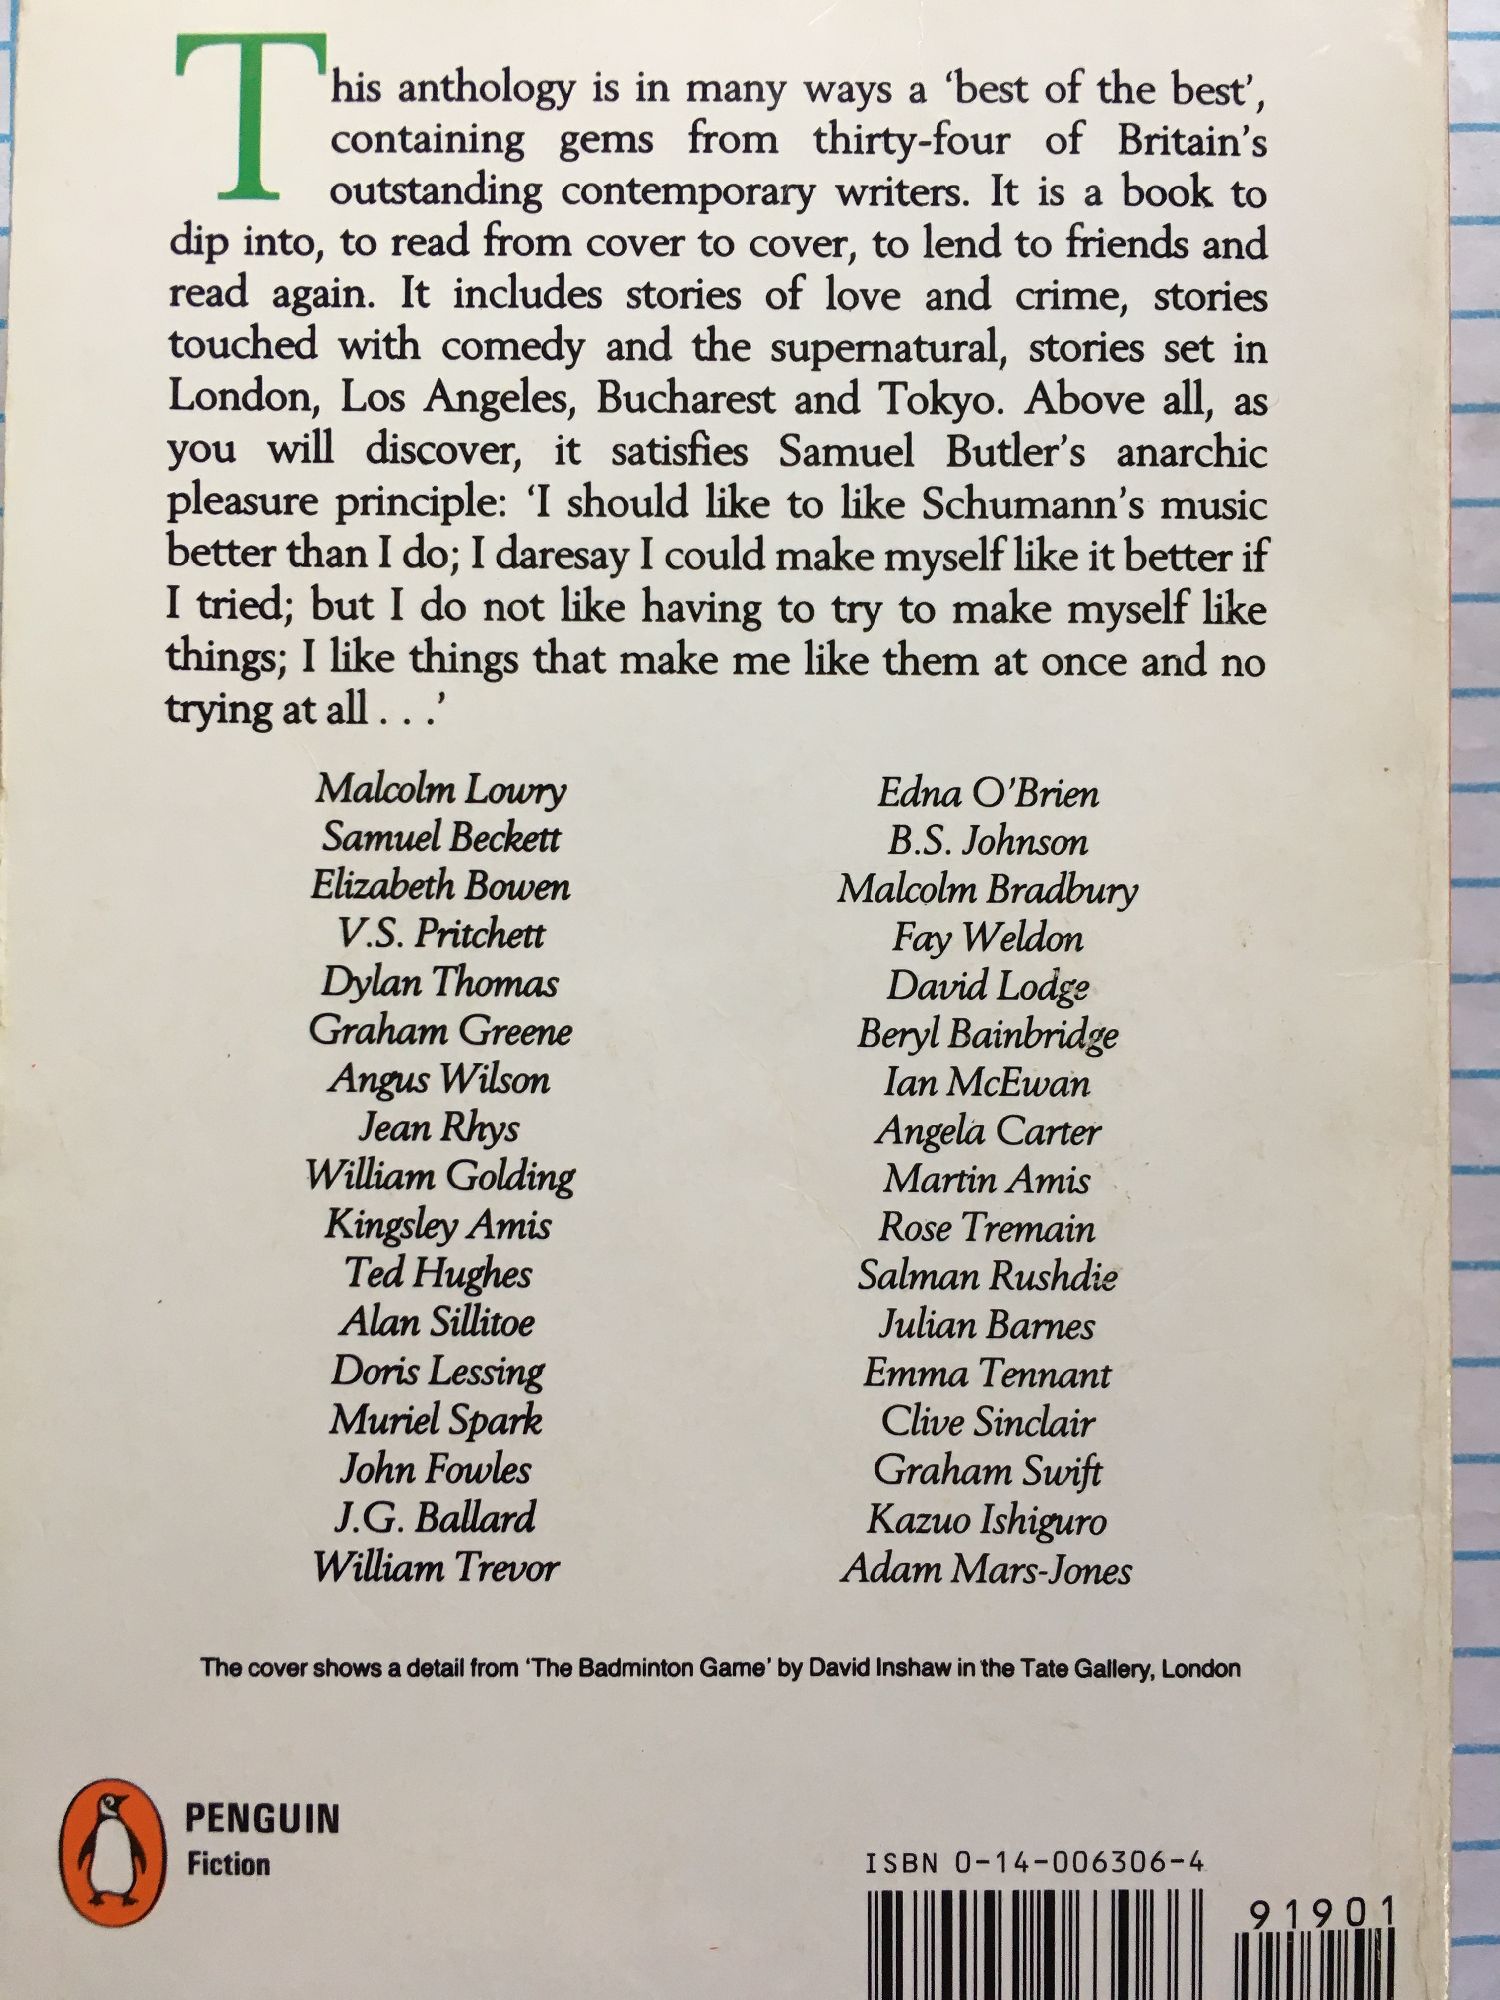 This anthology is in many ways a ‘best of the best’,
containing gems from thirty-four of Britain’s
outstanding contemporary writers. It is a book to
dip into, to read from cover to cover, to lend to friends and
read again. It includes stories of love and crime, stories
touched with comedy and the supernatural, stories set in
London, Los Angeles, Bucharest and Tokyo. Above all, as
you will discover, it satisfies Samuel Butler’s anarchic
pleasure principle: ‘I should like to like Schumann’s music
better than I do; I daresay I could make myself like it better if
I tried; but I do not like having to try to make myself like
things; I like things that make me like them at once and no
trying at all . . .’
Malcolm Lowry
Samuel Beckett
Elizabeth Bowen
V.S. Pritchett
Dylan Thomas
Graham Greene
Angus Wilson
Jean Rhys
William Golding
Kingsley Amis
Ted Hughes
Alan Sillitoe
Doris Lessing
Muriel Spark
John Fowles
J.G. Ballard
William Trevor
Edna O’Brien
B.S. Johnson
Malcolm Bradbury
Fay Weldon
David Lodge
Beryl Bainbridge
Ian McEwan
Angela Carter
Martin Amis
Rose Tremain
Salman Rushdie
Julian Barnes
Emma Tennant
Clive Sinclair
Graham Swift
Kazuo Ishiguro
Adam Mars-Jones
The cover shows a detail from ‘The Badminton Game’ by David Inshaw in the Tate Gallery, London
PENGUIN
Fiction
ISBN 0-14-006306-4
91901